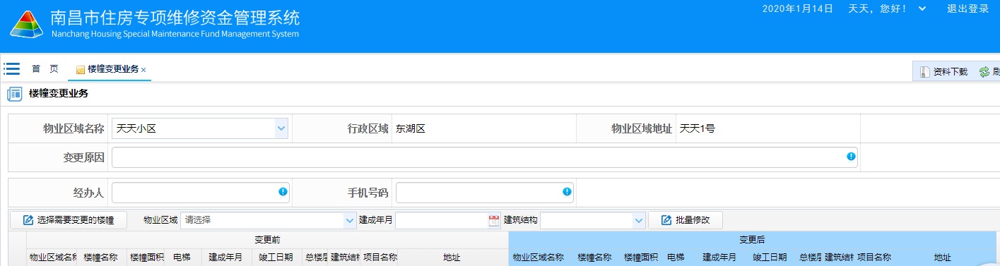 南昌市住房专项维修资金管理系统
Nanchang Housing Special Maintenance Fund Management System
2020年1月14日 天天，您好！ 退出登录
首 页 楼幢变更业务 × 资料下载 刷
楼幢变更业务
物业区域名称 天天小区 行政区域 东湖区 物业区域地址 天天1号
变更原因
经办人 手机号码
选择需要变更的楼幢 物业区域 请选择 建成年月 建筑结构 批量修改
变更前 变更后
物业区域名称 楼幢名称 楼幢面积 电梯 建成年月 竣工日期 总楼层 建筑结构 项目名称 地址 物业区域名称 楼幢名称 楼幢面积 电梯 建成年月 竣工日期 总楼层 建筑结构 项目名称 地址